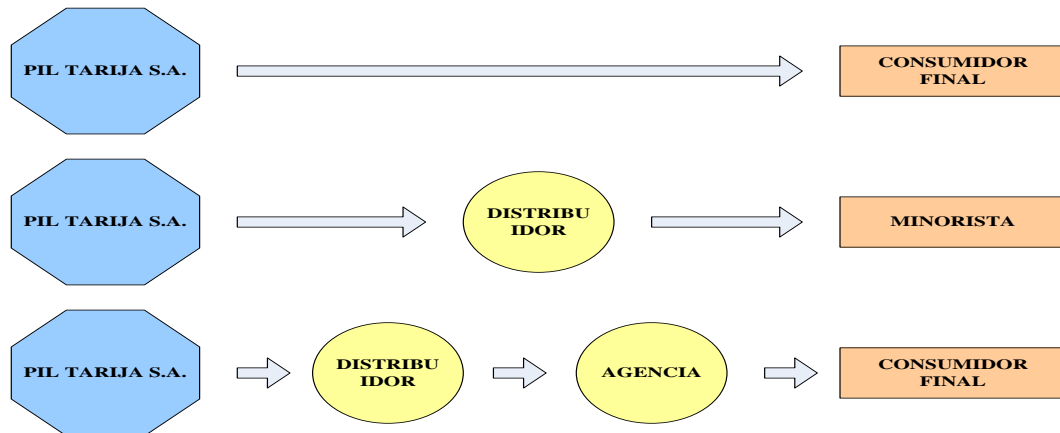 PIL TARIJA S.A.
CONSUMIDOR
FINAL
PIL TARIJA S.A.
DISTRIBU
IDOR
MINORISTA
PIL TARIJA S.A.
DISTRIBU
IDOR
AGENCIA
CONSUMIDOR
FINAL